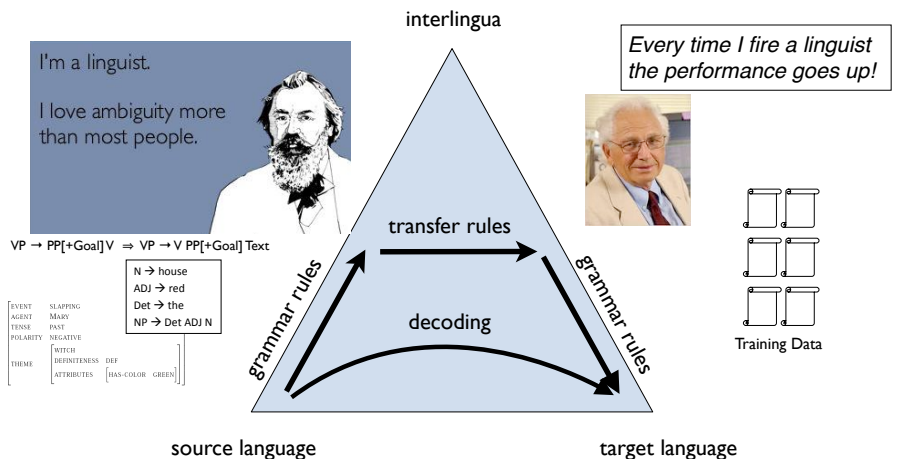 interlingua
I'm a linguist.
I love ambiguity more
than most people.
Every time I fire a linguist
the performance goes up!
VP → PP[+Goal] V ⇒ VP → V PP[+Goal] Text
transfer rules
N → house
ADJ → red
Det → the
NP → Det ADJ N
grammar rules
grammar rules
decoding
EVENT SLAPPING
AGENT MARY
TENSE PAST
POLARITY NEGATIVE
THEME
WITCH
DEFINITENESS DEF
ATTRIBUTES [HAS-COLOR GREEN]
Training Data
source language
target language